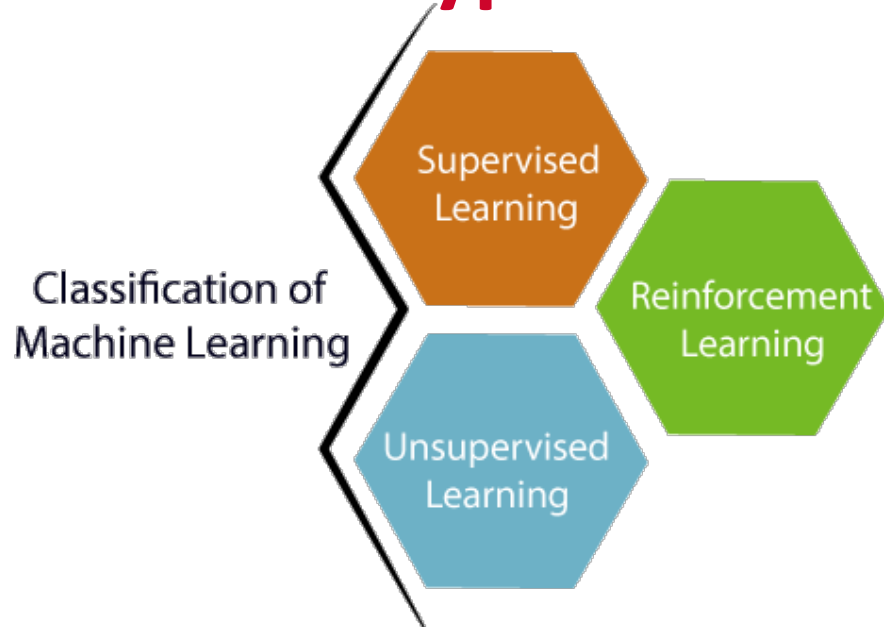 Supervised
Learning
Classification of
Machine Learning
Reinforcement
Learning
Unsupervised
Learning